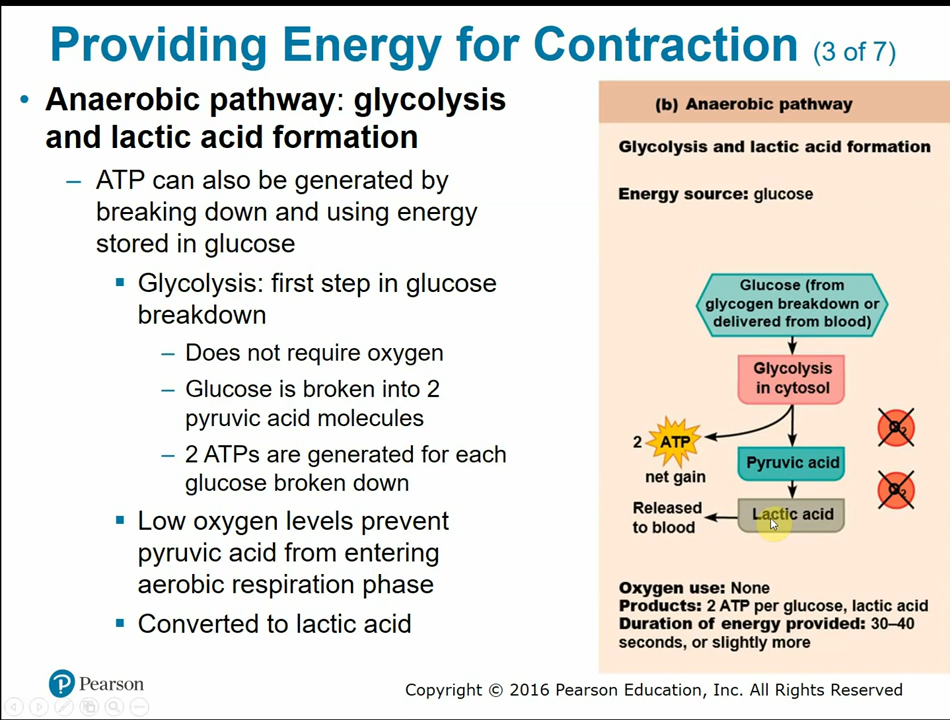 Providing Energy for Contraction (3 of 7)
• Anaerobic pathway: glycolysis
and lactic acid formation
– ATP can also be generated by
breaking down and using energy
stored in glucose
▪ Glycolysis: first step in glucose
breakdown
– Does not require oxygen
– Glucose is broken into 2
pyruvic acid molecules
– 2 ATPs are generated for each
glucose broken down
▪ Low oxygen levels prevent
pyruvic acid from entering
aerobic respiration phase
▪ Converted to lactic acid
(b) Anaerobic pathway
Glycolysis and lactic acid formation
Energy source: glucose
Glucose (from
glycogen breakdown or
delivered from blood)
Glycolysis
in cytosol
2 ATP
net gain
O2
Pyruvic acid
O2
Released
to blood
Lactic acid
Oxygen use: None
Products: 2 ATP per glucose, lactic acid
Duration of energy provided: 30–40
seconds, or slightly more
Pearson
Copyright © 2016 Pearson Education, Inc. All Rights Reserved